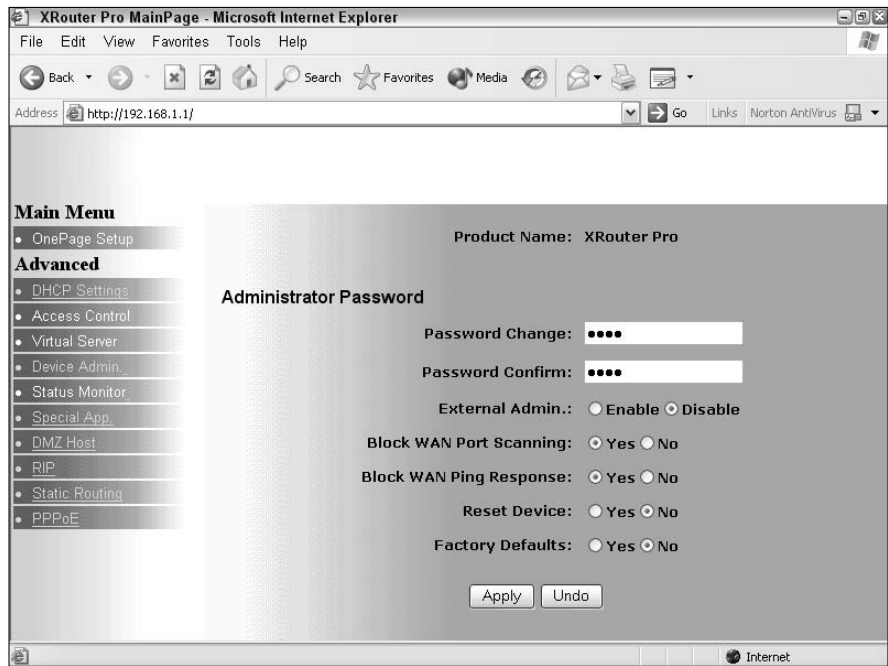 XRouter Pro MainPage - Microsoft Internet Explorer
File Edit View Favorites Tools Help
Back Search Favorites Media
Address http://192.168.1.1/ Go Links Norton AntiVirus
Main Menu
OnePage Setup
Advanced
DHCP Settings
Access Control
Virtual Server
Device Admin.
Status Monitor
Special App.
DMZ Host
RIP
Static Routing
PPPoE
Product Name: XRouter Pro
Administrator Password
Password Change: ••••
Password Confirm: ••••
External Admin.: Enable Disable
Block WAN Port Scanning: Yes No
Block WAN Ping Response: Yes No
Reset Device: Yes No
Factory Defaults: Yes No
Apply Undo
Internet